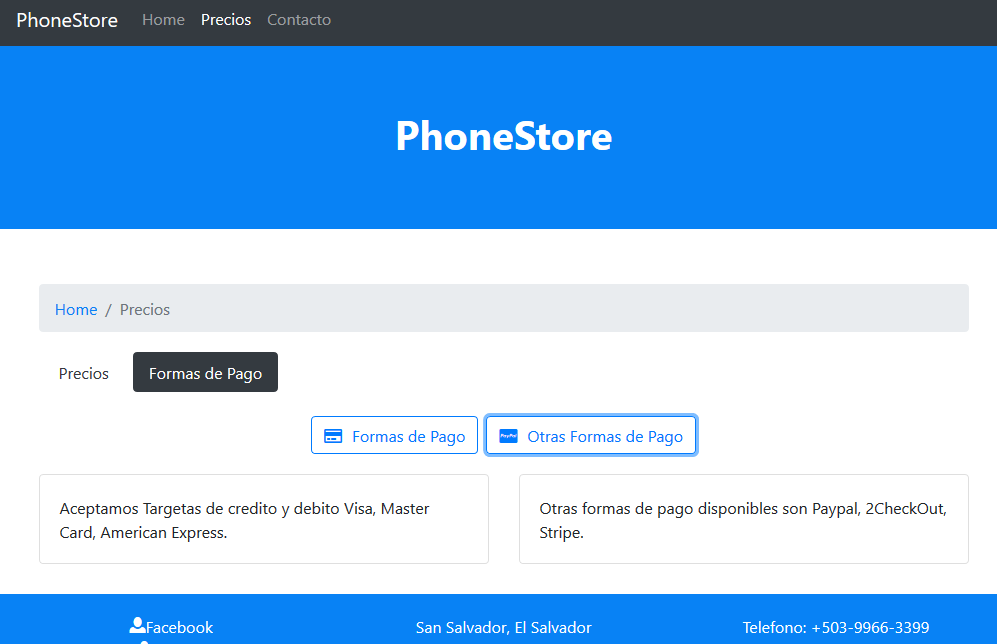 PhoneStore Home Precios Contacto
PhoneStore
Home / Precios
Precios Formas de Pago
Formas de Pago PayPal Otras Formas de Pago
Aceptamos Targetas de credito y debito Visa, Master
Card, American Express.
Otras formas de pago disponibles son Paypal, 2CheckOut,
Stripe.
Facebook San Salvador, El Salvador Telefono: +503-9966-3399